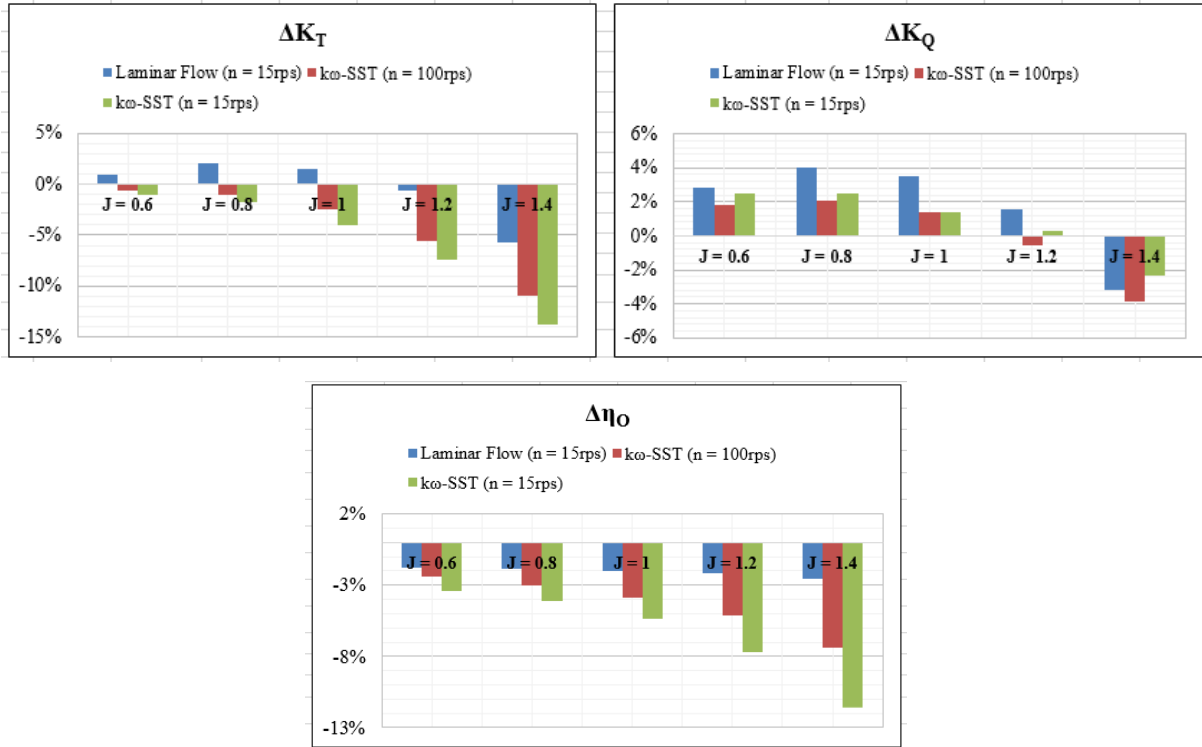 ΔK_T
Laminar Flow (n = 15rps) kω-SST (n = 100rps)
kω-SST (n = 15rps)
5%
0%
-5%
-10%
-15%
J = 0.6 J = 0.8 J = 1 J = 1.2 J = 1.4
ΔK_Q
Laminar Flow (n = 15rps) kω-SST (n = 100rps)
kω-SST (n = 15rps)
6%
4%
2%
0%
-2%
-4%
-6%
J = 0.6 J = 0.8 J = 1 J = 1.2 J = 1.4
Δη_O
Laminar Flow (n = 15rps) kω-SST (n = 100rps)
kω-SST (n = 15rps)
2%
-3%
-8%
-13%
J = 0.6 J = 0.8 J = 1 J = 1.2 J = 1.4